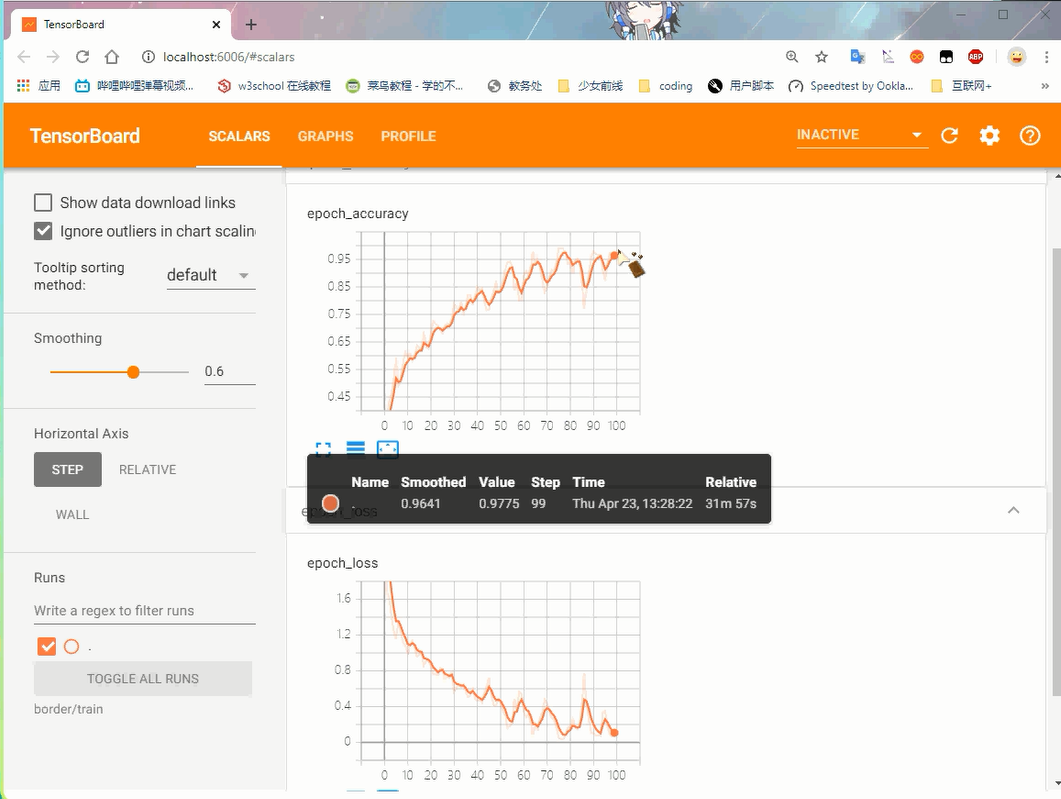 TensorBoard
localhost:6006/#scalars
应用 哔哩哔哩弹幕视频... w3school 在线教程 菜鸟教程 - 学的不... 教务处 少女前线 coding 用户脚本 Speedtest by Ookla... 互联网+ »
TensorBoard SCALARS GRAPHS PROFILE INACTIVE
Show data download links
Ignore outliers in chart scalin
Tooltip sorting
method:
default
Smoothing
0.6
Horizontal Axis
STEP RELATIVE
WALL
Runs
Write a regex to filter runs
.
TOGGLE ALL RUNS
border/train
epoch_accuracy
0.95
0.85
0.75
0.65
0.55
0.45
0 10 20 30 40 50 60 70 80 90 100
Name Smoothed Value Step Time Relative
. 0.9641 0.9775 99 Thu Apr 23, 13:28:22 31m 57s
epoch_loss
epoch_loss
1.6
1.2
0.8
0.4
0
0 10 20 30 40 50 60 70 80 90 100
ABP